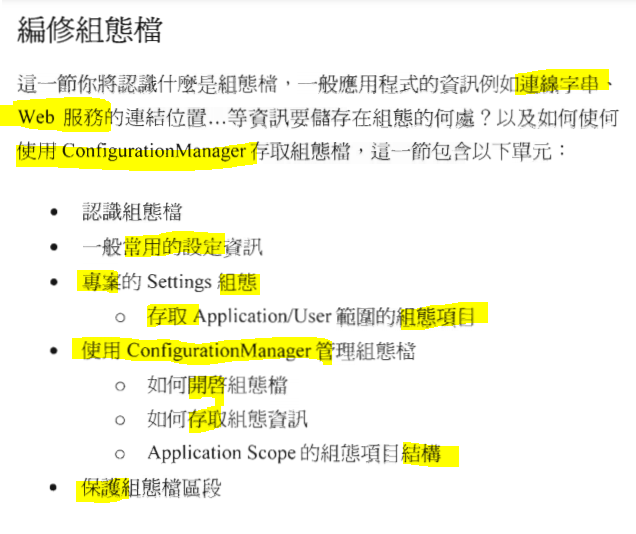 編修組態檔
這一節你將認識什麼是組態檔,一般應用程式的資訊例如連線字串、
Web 服務的連結位置…等資訊要儲存在組態的何處?以及如何使何
使用 ConfigurationManager 存取組態檔,這一節包含以下單元:
• 認識組態檔
• 一般常用的設定資訊
• 專案的 Settings 組態
o 存取 Application/User 範圍的組態項目
• 使用 ConfigurationManager 管理組態檔
o 如何開啓組態檔
o 如何存取組態資訊
o Application Scope 的組態項目結構
• 保護組態檔區段